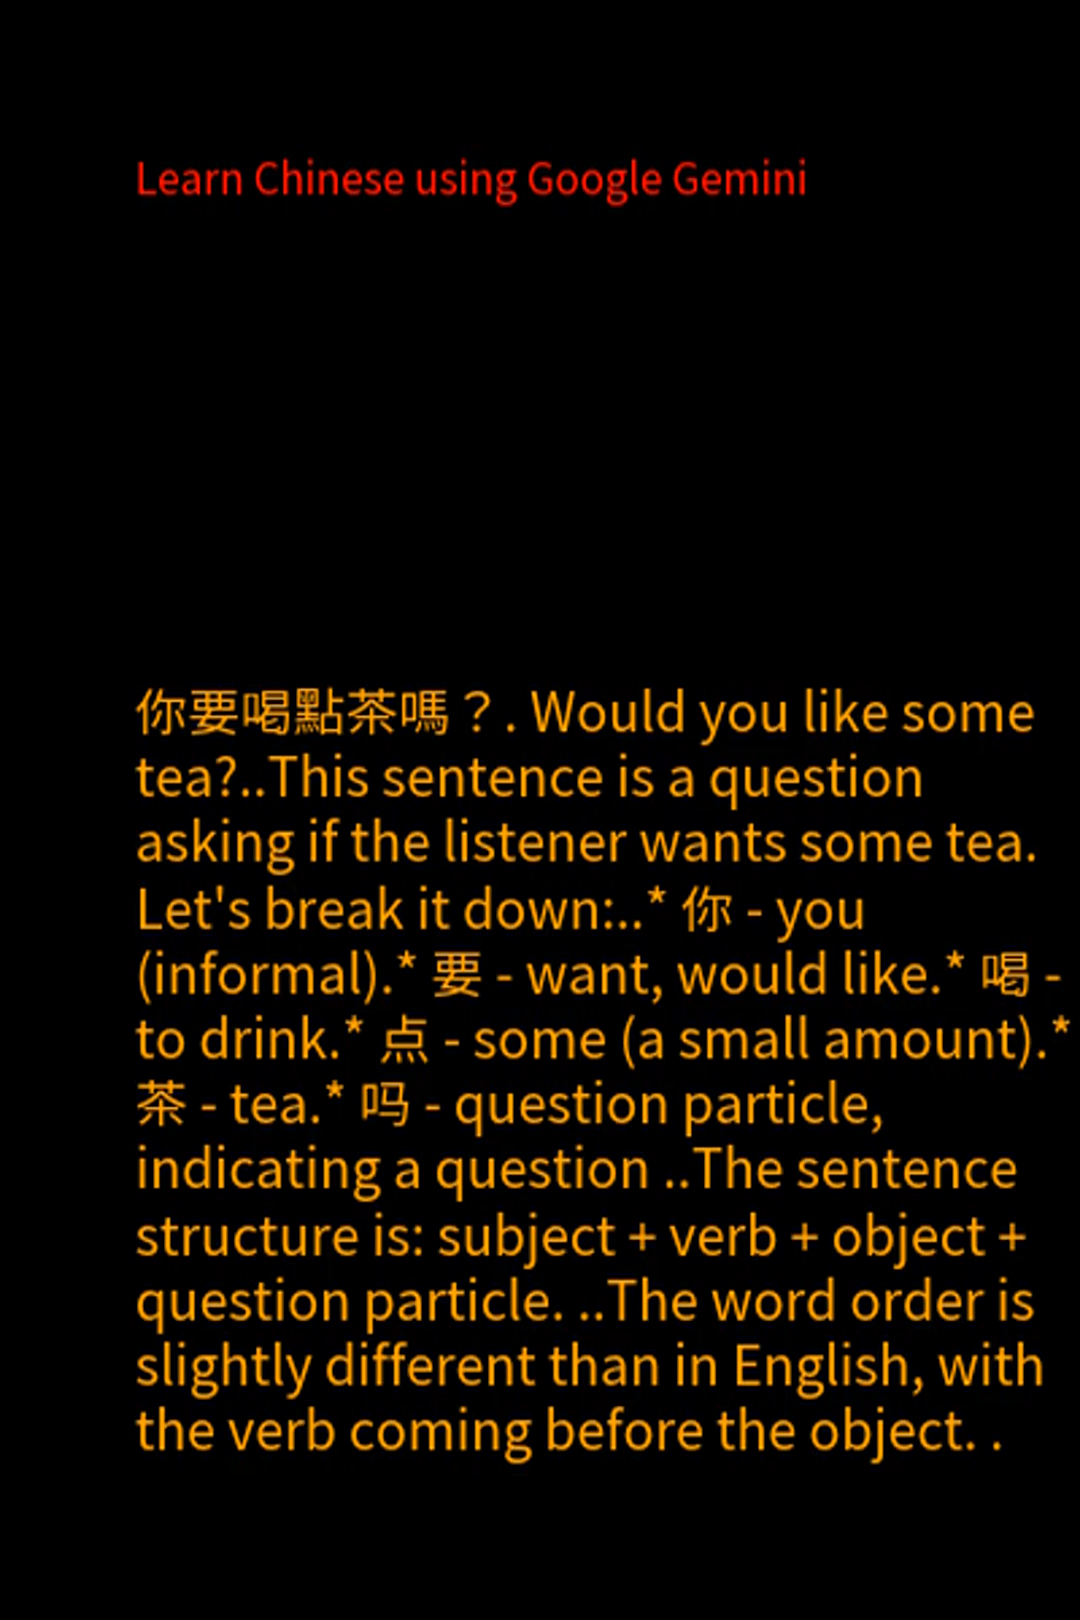 Learn Chinese using Google Gemini
你要喝點茶嗎？. Would you like some
tea?..This sentence is a question
asking if the listener wants some tea.
Let's break it down:..* 你 - you
(informal).* 要 - want, would like.* 喝 -
to drink.* 点 - some (a small amount).*
茶 - tea.* 吗 - question particle,
indicating a question ..The sentence
structure is: subject + verb + object +
question particle. ..The word order is
slightly different than in English, with
the verb coming before the object. .